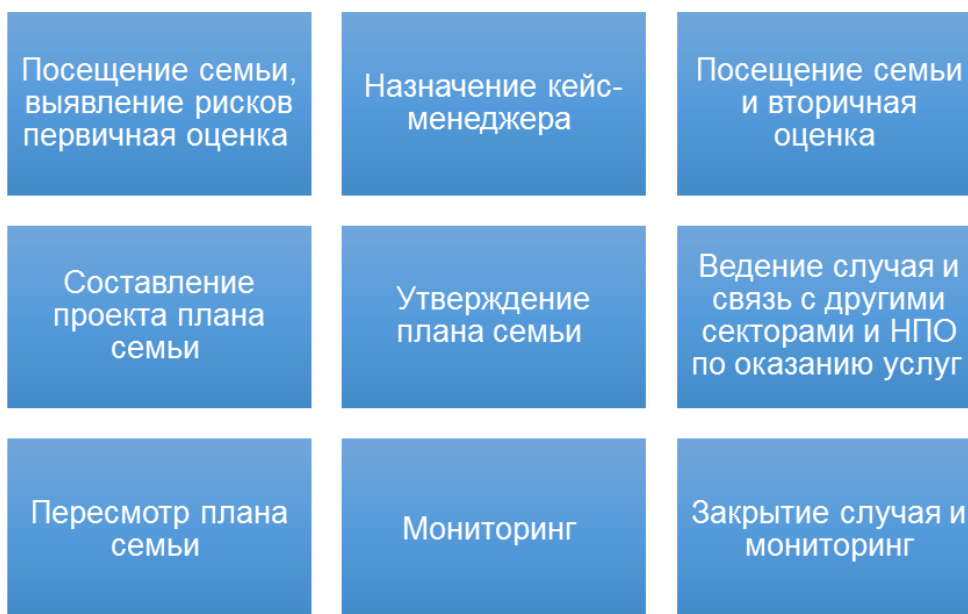 Посещение семьи,
выявление рисков
первичная оценка
Назначение кейс-
менеджера
Посещение семьи
и вторичная
оценка
Составление
проекта плана
семьи
Утверждение
плана семьи
Ведение случая и
связь с другими
секторами и НПО
по оказанию услуг
Пересмотр плана
семьи
Мониторинг
Закрытие случая и
мониторинг